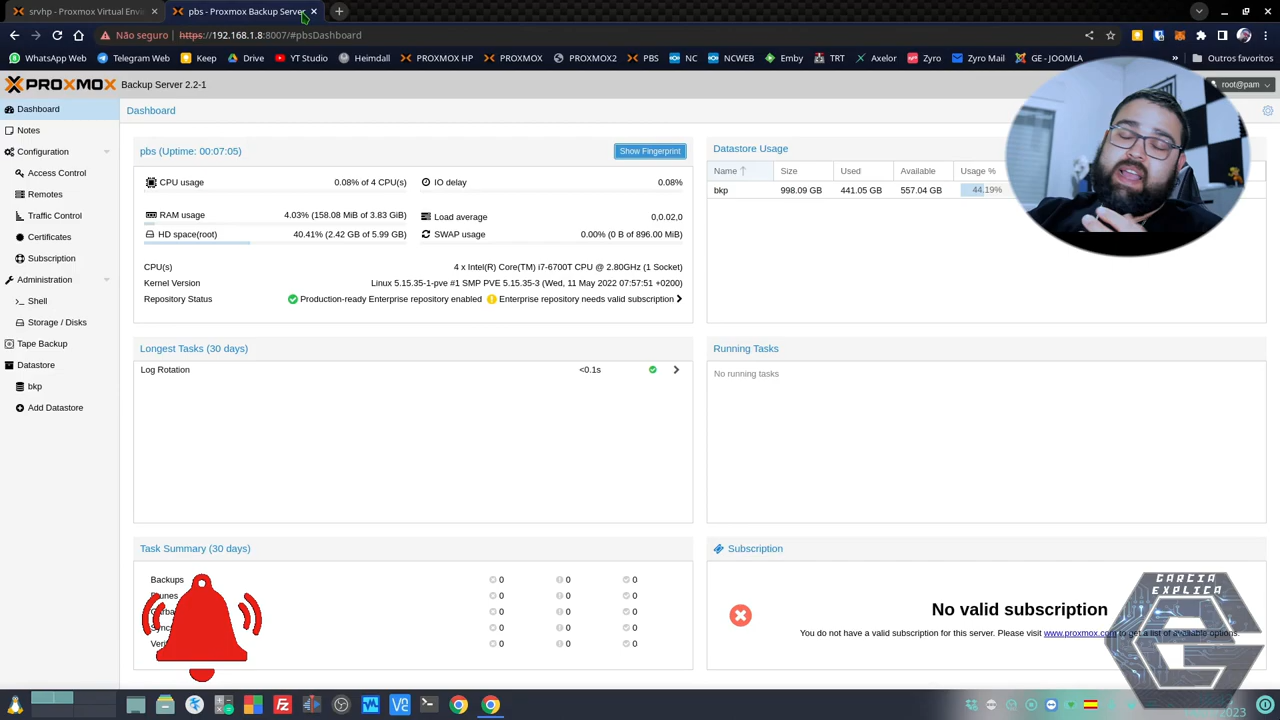 srvhp - Proxmox Virtual Env
PBS - Proxmox Backup Server
Não seguro | https://192.168.1.8:8007/#pbsDashboard
WhatsApp Web Telegram Web Keep Drive YT Studio Heimdall PROXMOX HP PROXMOX PROXMOX2 PBS NC NCWEB Emby TRT Axelor Zyro Zyro Mail GE - JOOMLA » Outros favoritos
PROXMOX Backup Server 2.2-1
root@pam
Dashboard
Notes
Configuration
Access Control
Remotes
Traffic Control
Certificates
Subscription
Administration
Shell
Storage / Disks
Tape Backup
Datastore
bkp
Add Datastore
Dashboard
pbs (Uptime: 00:07:05)
Show Fingerprint
CPU usage 0.08% of 4 CPU(s)
IO delay 0.08%
RAM usage 4.03% (158.08 MiB of 3.83 GiB)
Load average 0,0.02,0
HD space(root) 40.41% (2.42 GB of 5.99 GB)
SWAP usage 0.00% (0 B of 896.00 MiB)
CPU(s) 4 x Intel(R) Core(TM) i7-6700T CPU @ 2.80GHz (1 Socket)
Kernel Version Linux 5.15.35-1-pve #1 SMP PVE 5.15.35-3 (Wed, 11 May 2022 07:57:51 +0200)
Repository Status Production-ready Enterprise repository enabled Enterprise repository needs valid subscription
Datastore Usage
Name Size Used Available Usage %
bkp 998.09 GB 441.05 GB 557.04 GB 44.19%
Longest Tasks (30 days)
Log Rotation <0.1s
Running Tasks
No running tasks
Task Summary (30 days)
Backups 0 0 0
0 0 0
0 0 0
0 0 0
0 0 0
Subscription
No valid subscription
You do not have a valid subscription for this server. Please visit www.proxmox.com to get a list of available options.
GARCIA
EXPLICA
2023